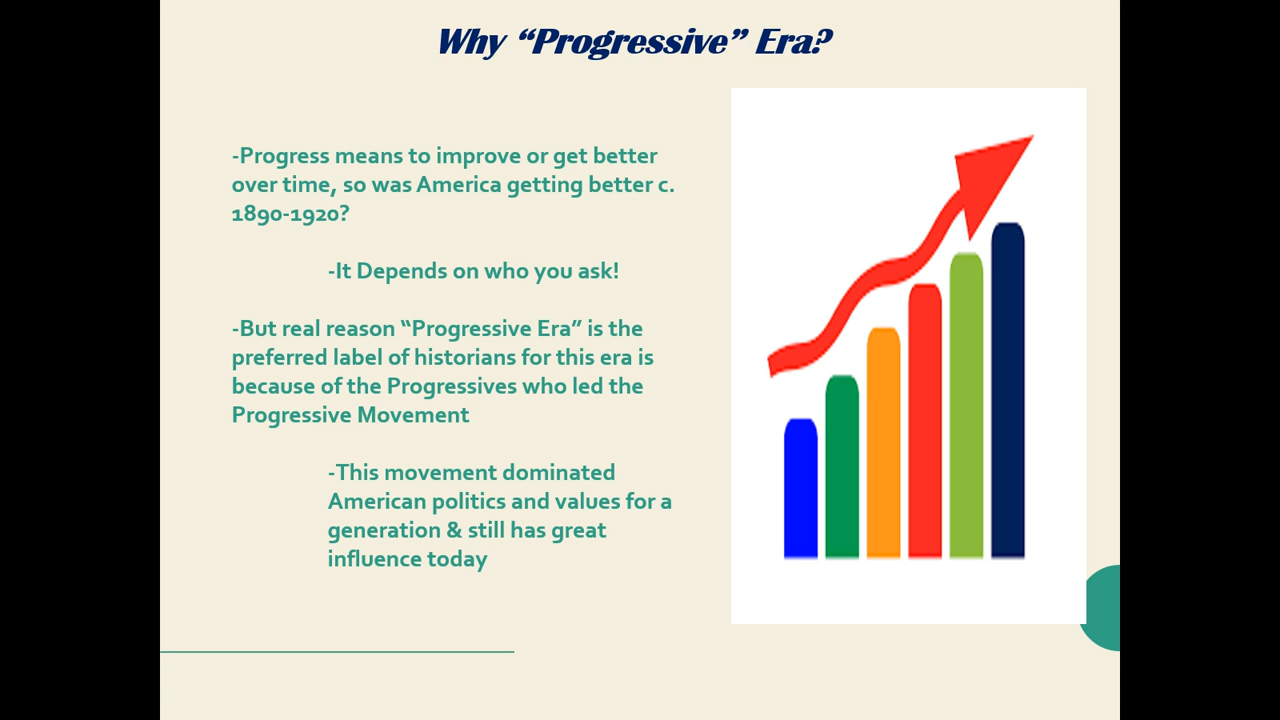 Why “Progressive” Era?
-Progress means to improve or get better
over time, so was America getting better c.
1890-1920?
-It Depends on who you ask!
-But real reason “Progressive Era” is the
preferred label of historians for this era is
because of the Progressives who led the
Progressive Movement
-This movement dominated
American politics and values for a
generation & still has great
influence today